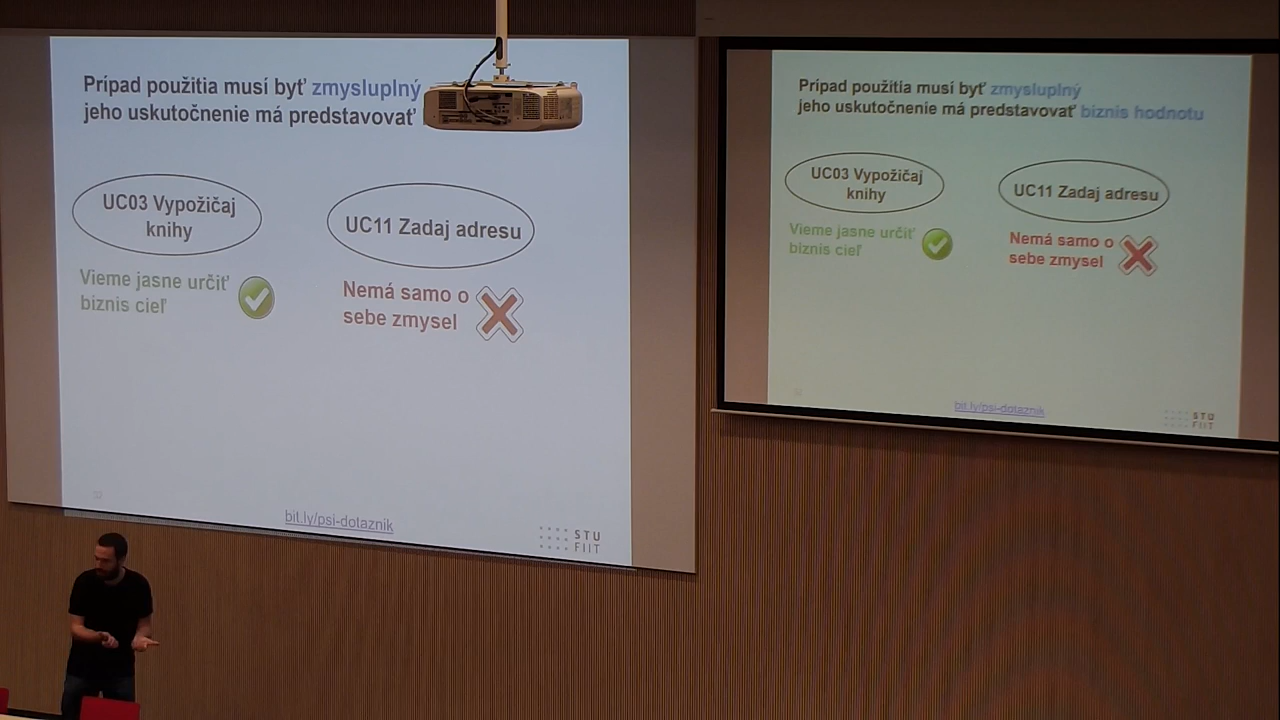 Prípad použitia musí byť zmysluplný
jeho uskutočnenie má predstavovať
UC03 Vypožičaj
knihy
UC11 Zadaj adresu
Vieme jasne určiť
biznis cieľ
Nemá samo o
sebe zmysel
32
bit.ly/psi-dotaznik
STU
FIIT
Prípad použitia musí byť zmysluplný
jeho uskutočnenie má predstavovať biznis hodnotu
UC03 Vypožičaj
knihy
UC11 Zadaj adresu
Vieme jasne určiť
biznis cieľ
Nemá samo o
sebe zmysel
bit.ly/psi-dotaznik
STU
FIIT